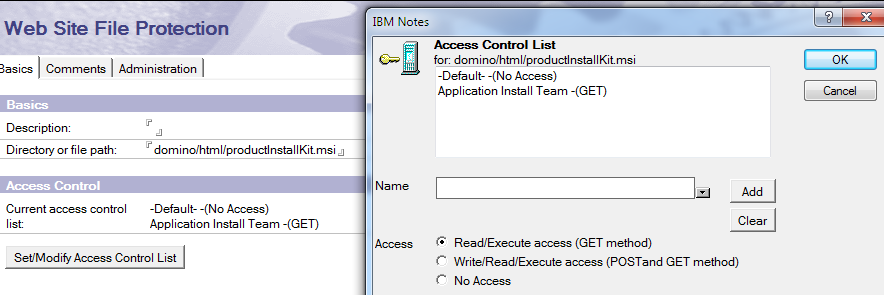 Web Site File Protection
Basics
Comments
Administration
Basics
Description:
Directory or file path:
domino/html/productInstallKit.msi
Access Control
Current access control list:
-Default- -(No Access)
Application Install Team -(GET)
Set/Modify Access Control List
IBM Notes
Access Control List
for: domino/html/productInstallKit.msi
-Default- -(No Access)
Application Install Team -(GET)
OK
Cancel
Name
Add
Clear
Access
Read/Execute access (GET method)
Write/Read/Execute access (POSTand GET method)
No Access